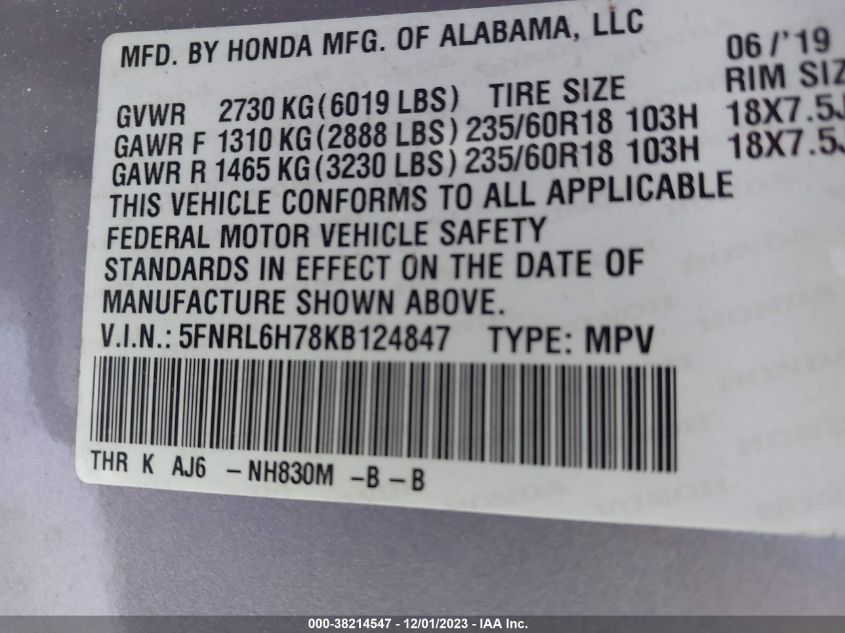 MFD. BY HONDA MFG. OF ALABAMA, LLC 06/'19
GVWR 2730 KG (6019 LBS) TIRE SIZE RIM SIZ
GAWR F 1310 KG (2888 LBS) 235/60R18 103H 18X7.5J
GAWR R 1465 KG (3230 LBS) 235/60R18 103H 18X7.5J
THIS VEHICLE CONFORMS TO ALL APPLICABLE
FEDERAL MOTOR VEHICLE SAFETY
STANDARDS IN EFFECT ON THE DATE OF
MANUFACTURE SHOWN ABOVE.
V.I.N.: 5FNRL6H78KB124847 TYPE: MPV
THR K AJ6 -NH830M -B -B
000-38214547 - 12/01/2023 - IAA Inc.